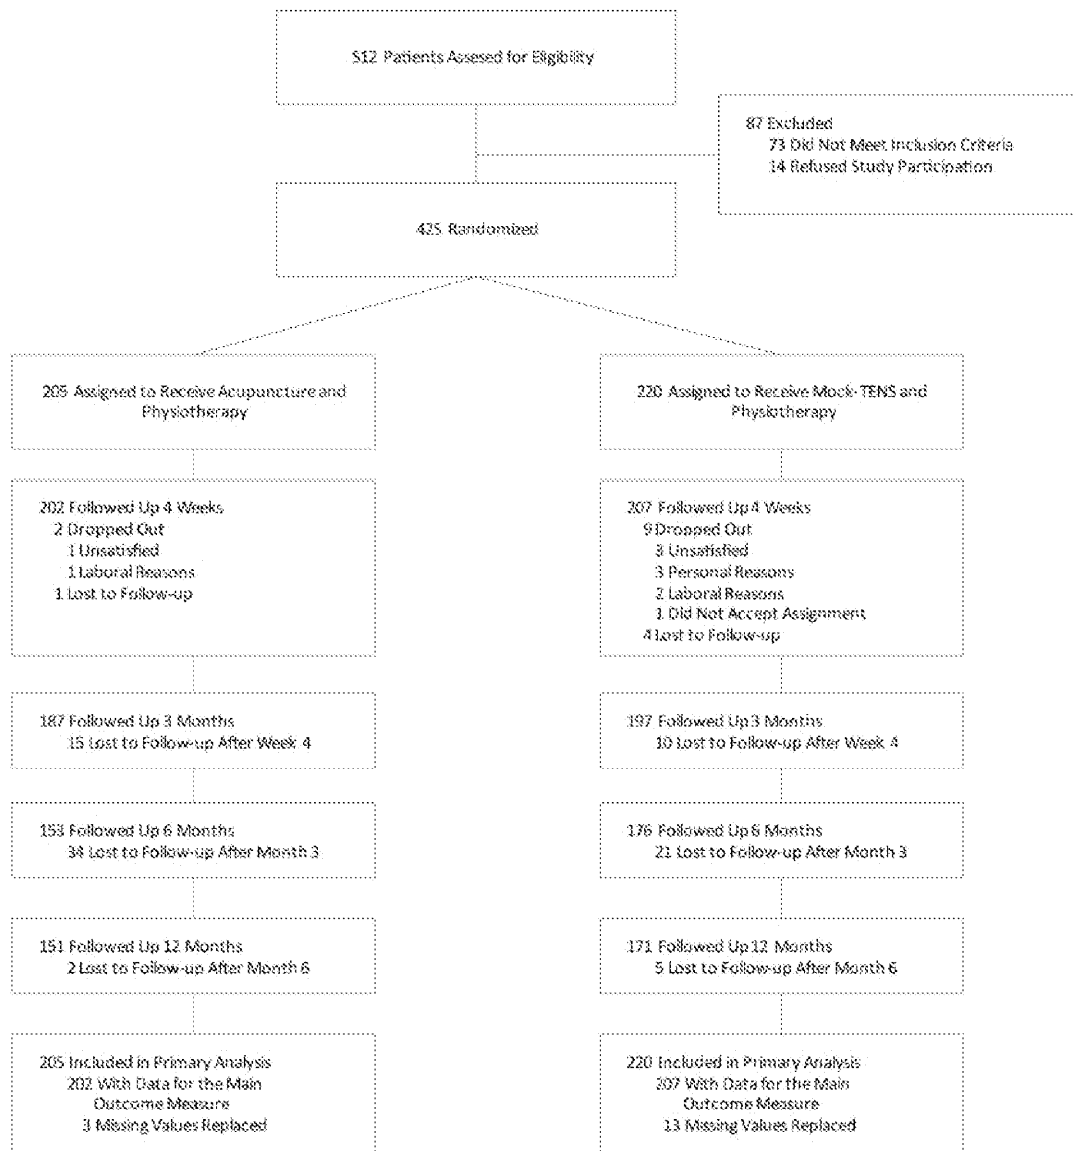 512 Patients Assesed for Eligibility
87 Excluded
73 Did Not Meet Inclusion Criteria
14 Refused Study Participation
425 Randomized
205 Assigned to Receive Acupuncture and
Physiotherapy
220 Assigned to Receive Mock-TENS and
Physiotherapy
202 Followed Up 4 Weeks
2 Dropped Out
1 Unsatisfied
1 Laboral Reasons
1 Lost to Follow-up
207 Followed Up 4 Weeks
9 Dropped Out
3 Unsatisfied
3 Personal Reasons
2 Laboral Reasons
1 Did Not Accept Assignment
4 Lost to Follow-up
187 Followed Up 3 Months
15 Lost to Follow-up After Week 4
197 Followed Up 3 Months
10 Lost to Follow-up After Week 4
153 Followed Up 6 Months
34 Lost to Follow-up After Month 3
176 Followed Up 6 Months
21 Lost to Follow-up After Month 3
151 Followed Up 12 Months
2 Lost to Follow-up After Month 6
171 Followed Up 12 Months
5 Lost to Follow-up After Month 6
205 Included in Primary Analysis
202 With Data for the Main
Outcome Measure
3 Missing Values Replaced
220 Included in Primary Analysis
207 With Data for the Main
Outcome Measure
13 Missing Values Replaced